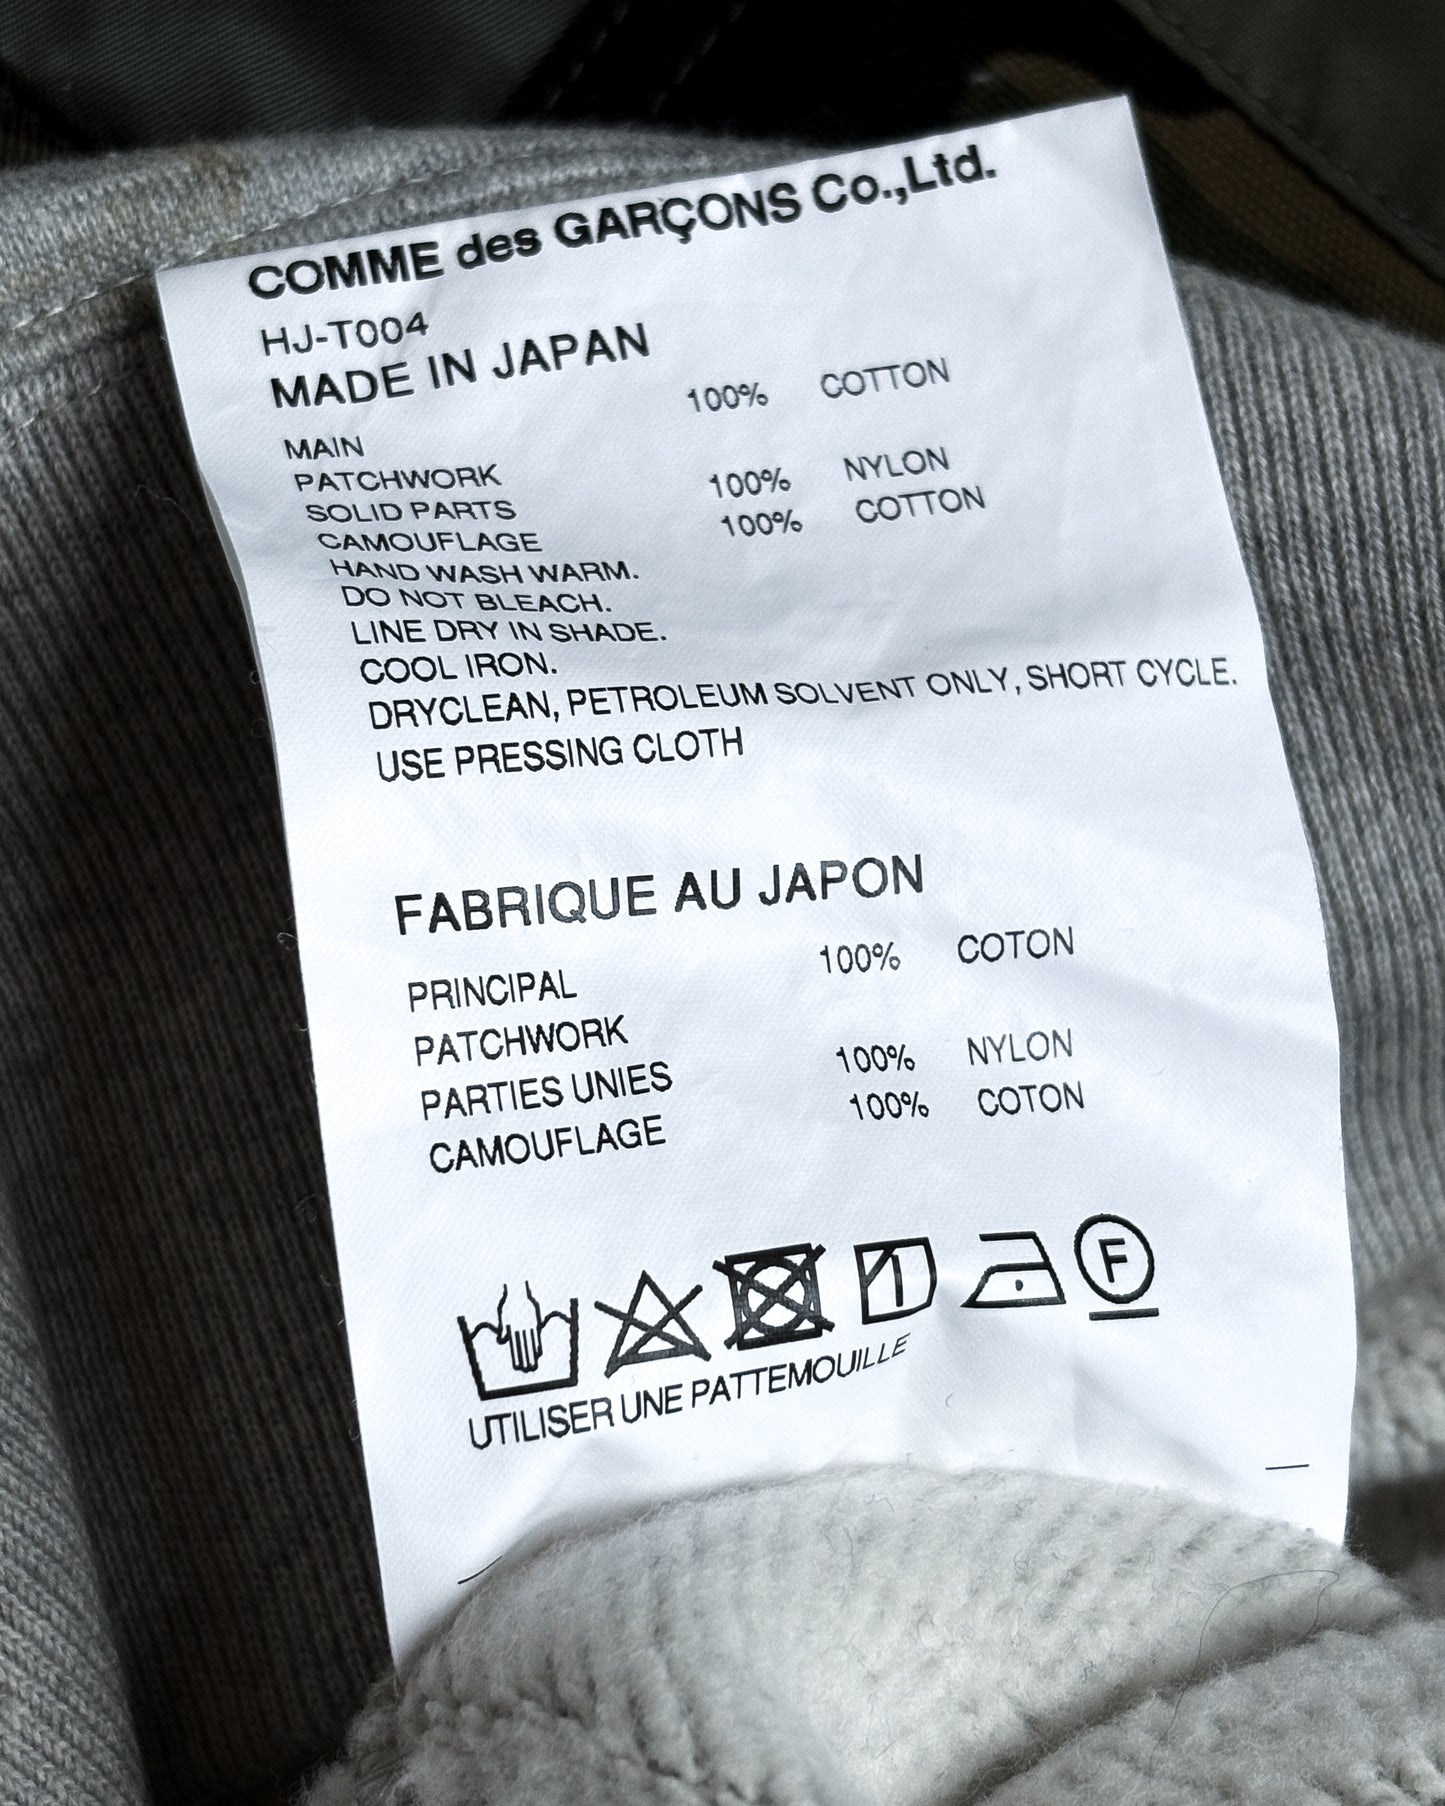 COMME des GARÇONS Co.,Ltd.
HJ-T004
MADE IN JAPAN
MAIN 100% COTTON
PATCHWORK
SOLID PARTS 100% NYLON
CAMOUFLAGE 100% COTTON
HAND WASH WARM.
DO NOT BLEACH.
LINE DRY IN SHADE.
COOL IRON.
DRYCLEAN, PETROLEUM SOLVENT ONLY, SHORT CYCLE.
USE PRESSING CLOTH
FABRIQUE AU JAPON
PRINCIPAL 100% COTON
PATCHWORK
PARTIES UNIES 100% NYLON
CAMOUFLAGE 100% COTON
F
UTILISER UNE PATTEMOUILLE